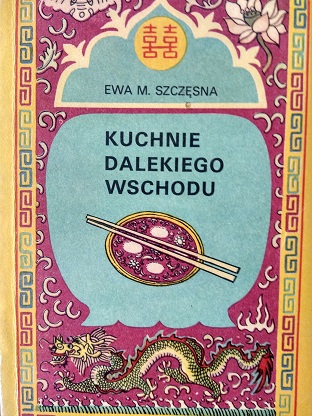 囍
EWA M. SZCZĘSNA
KUCHNIE
DALEKIEGO
WSCHODU